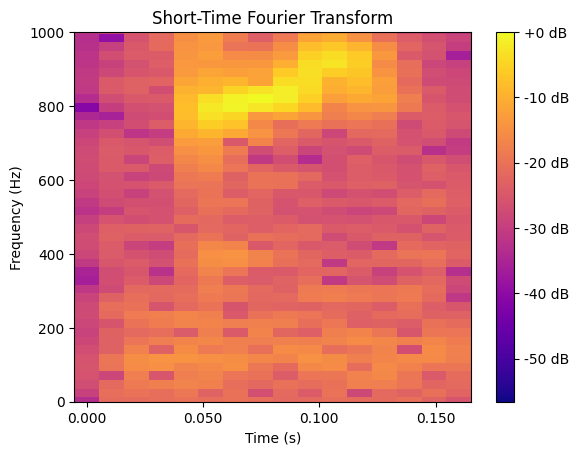 Short-Time Fourier Transform
Frequency (Hz)
1000
800
600
400
200
0
0.000
0.050
0.100
0.150
Time (s)
+0 dB
-10 dB
-20 dB
-30 dB
-40 dB
-50 dB